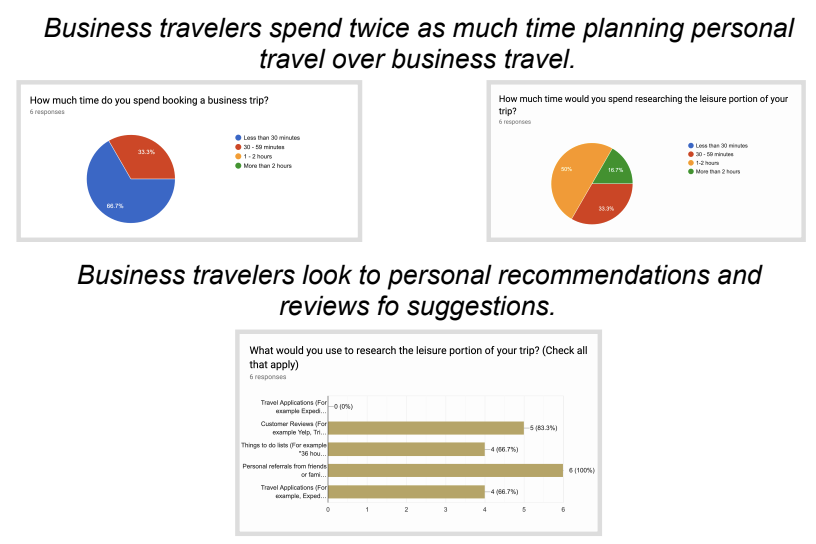 Business travelers spend twice as much time planning personal
travel over business travel.
How much time do you spend booking a business trip?
6 responses
33.3%
66.7%
Less than 30 minutes
30 - 59 minutes
1 - 2 hours
More than 2 hours
How much time would you spend researching the leisure portion of your
trip?
6 responses
50%
16.7%
33.3%
Less than 30 minutes
30 - 59 minutes
1-2 hours
More than 2 hours
Business travelers look to personal recommendations and
reviews fo suggestions.
What would you use to research the leisure portion of your trip? (Check all
that apply)
6 responses
Travel Applications (For
example Expedi…
0 (0%)
Customer Reviews (For
example Yelp, Tri…
5 (83.3%)
Things to do lists (For example
"36 hou…
4 (66.7%)
Personal referrals from friends
or fami…
6 (100%)
Travel Applications (For
example, Exped…
4 (66.7%)
0 1 2 3 4 5 6